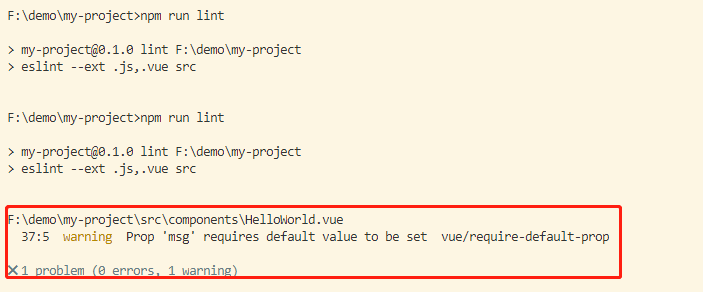 F:\demo\my-project>npm run lint
> my-project@0.1.0 lint F:\demo\my-project
> eslint --ext .js,.vue src
F:\demo\my-project>npm run lint
> my-project@0.1.0 lint F:\demo\my-project
> eslint --ext .js,.vue src
F:\demo\my-project\src\components\HelloWorld.vue
37:5  warning  Prop 'msg' requires default value to be set  vue/require-default-prop
✕ 1 problem (0 errors, 1 warning)